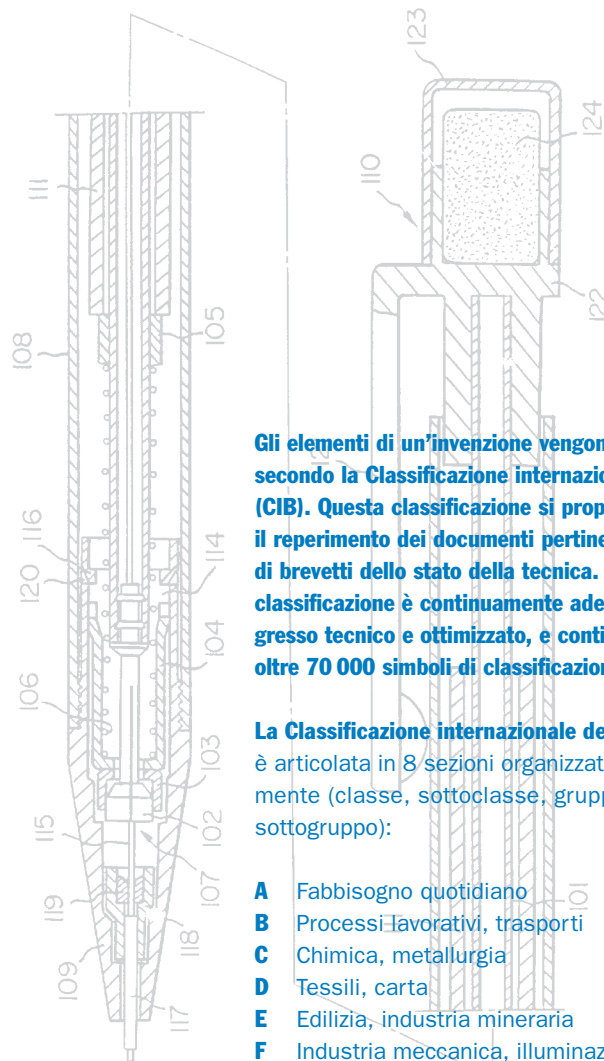 123
124
110
111
122
105
108
Gli elementi di un'invenzione vengon
secondo la Classificazione internazio
(CIB). Questa classificazione si prop
il reperimento dei documenti pertine
di brevetti dello stato della tecnica.
classificazione è continuamente ade
gresso tecnico e ottimizzato, e conti
oltre 70 000 simboli di classificazion
116
114
120
104
106
La Classificazione internazionale de
è articolata in 8 sezioni organizzat
mente (classe, sottoclasse, grupp
sottogruppo):
103
102
115
107
A Fabbisogno quotidiano
B Processi lavorativi, trasporti
C Chimica, metallurgia
D Tessili, carta
E Edilizia, industria mineraria
F Industria meccanica, illuminaz
119
118
101
109
117